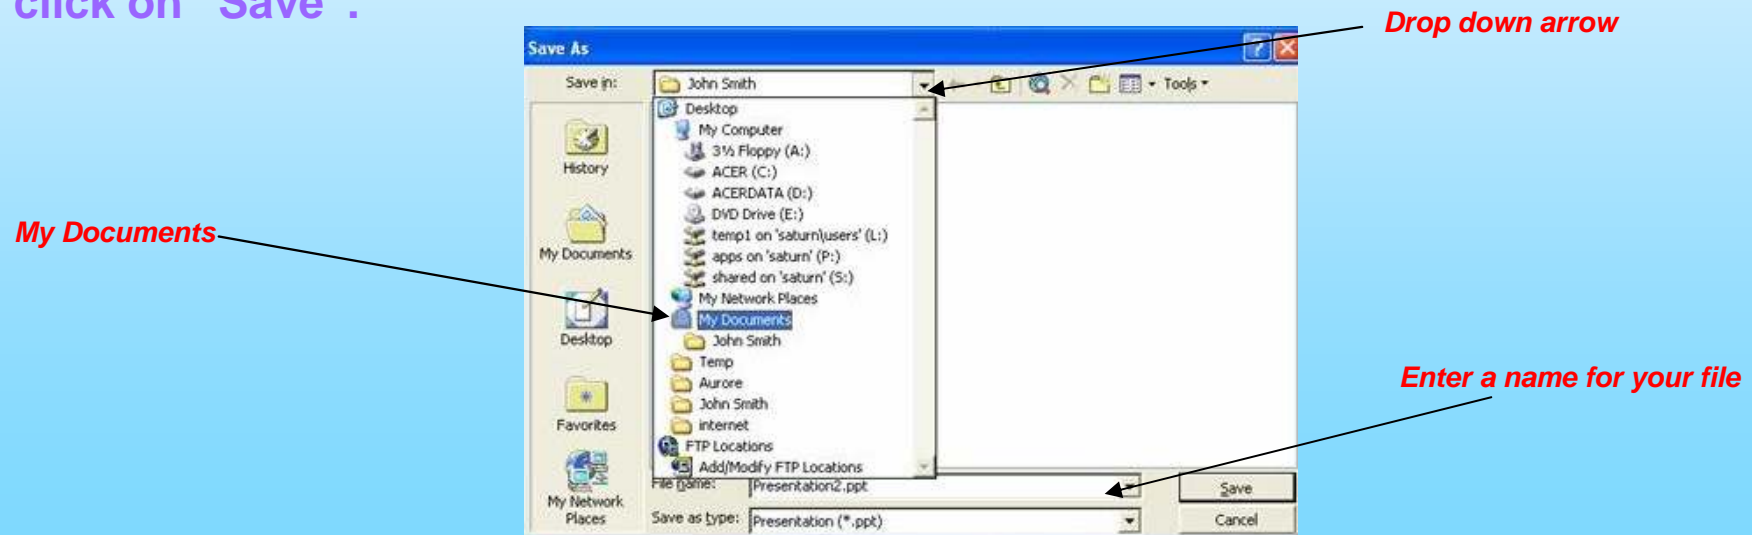 click on "Save".
Drop down arrow
Save As
Save in:
John Smith
Tools
Desktop
My Computer
3½ Floppy (A:)
History
ACER (C:)
ACERDATA (D:)
DVD Drive (E:)
My Documents
temp1 on 'saturn\users' (L:)
My Documents
apps on 'saturn' (P:)
shared on 'saturn' (S:)
My Network Places
My Documents
Desktop
John Smith
Temp
Enter a name for your file
Aurore
John Smith
Favorites
internet
FTP Locations
Add/Modify FTP Locations
File name:
Presentation2.ppt
Save
My Network
Places
Save as type:
Presentation (*.ppt)
Cancel